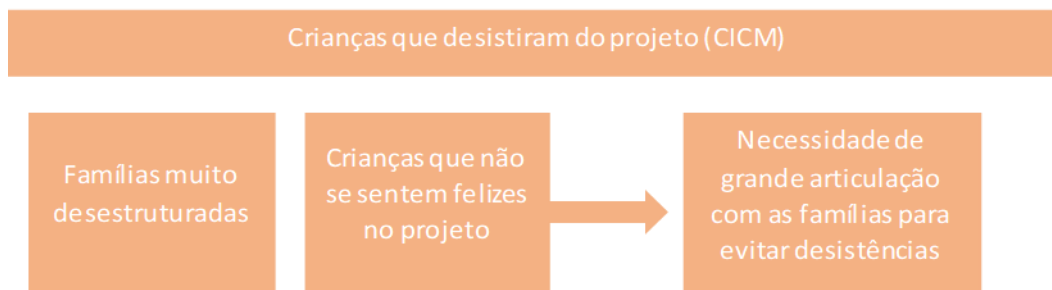 Crianças que desistiram do projeto (CICM)
Famílias muito
desestruturadas
Crianças que não
se sentem felizes
no projeto
Necessidade de
grande articulação
com as famílias para
evitar desistências